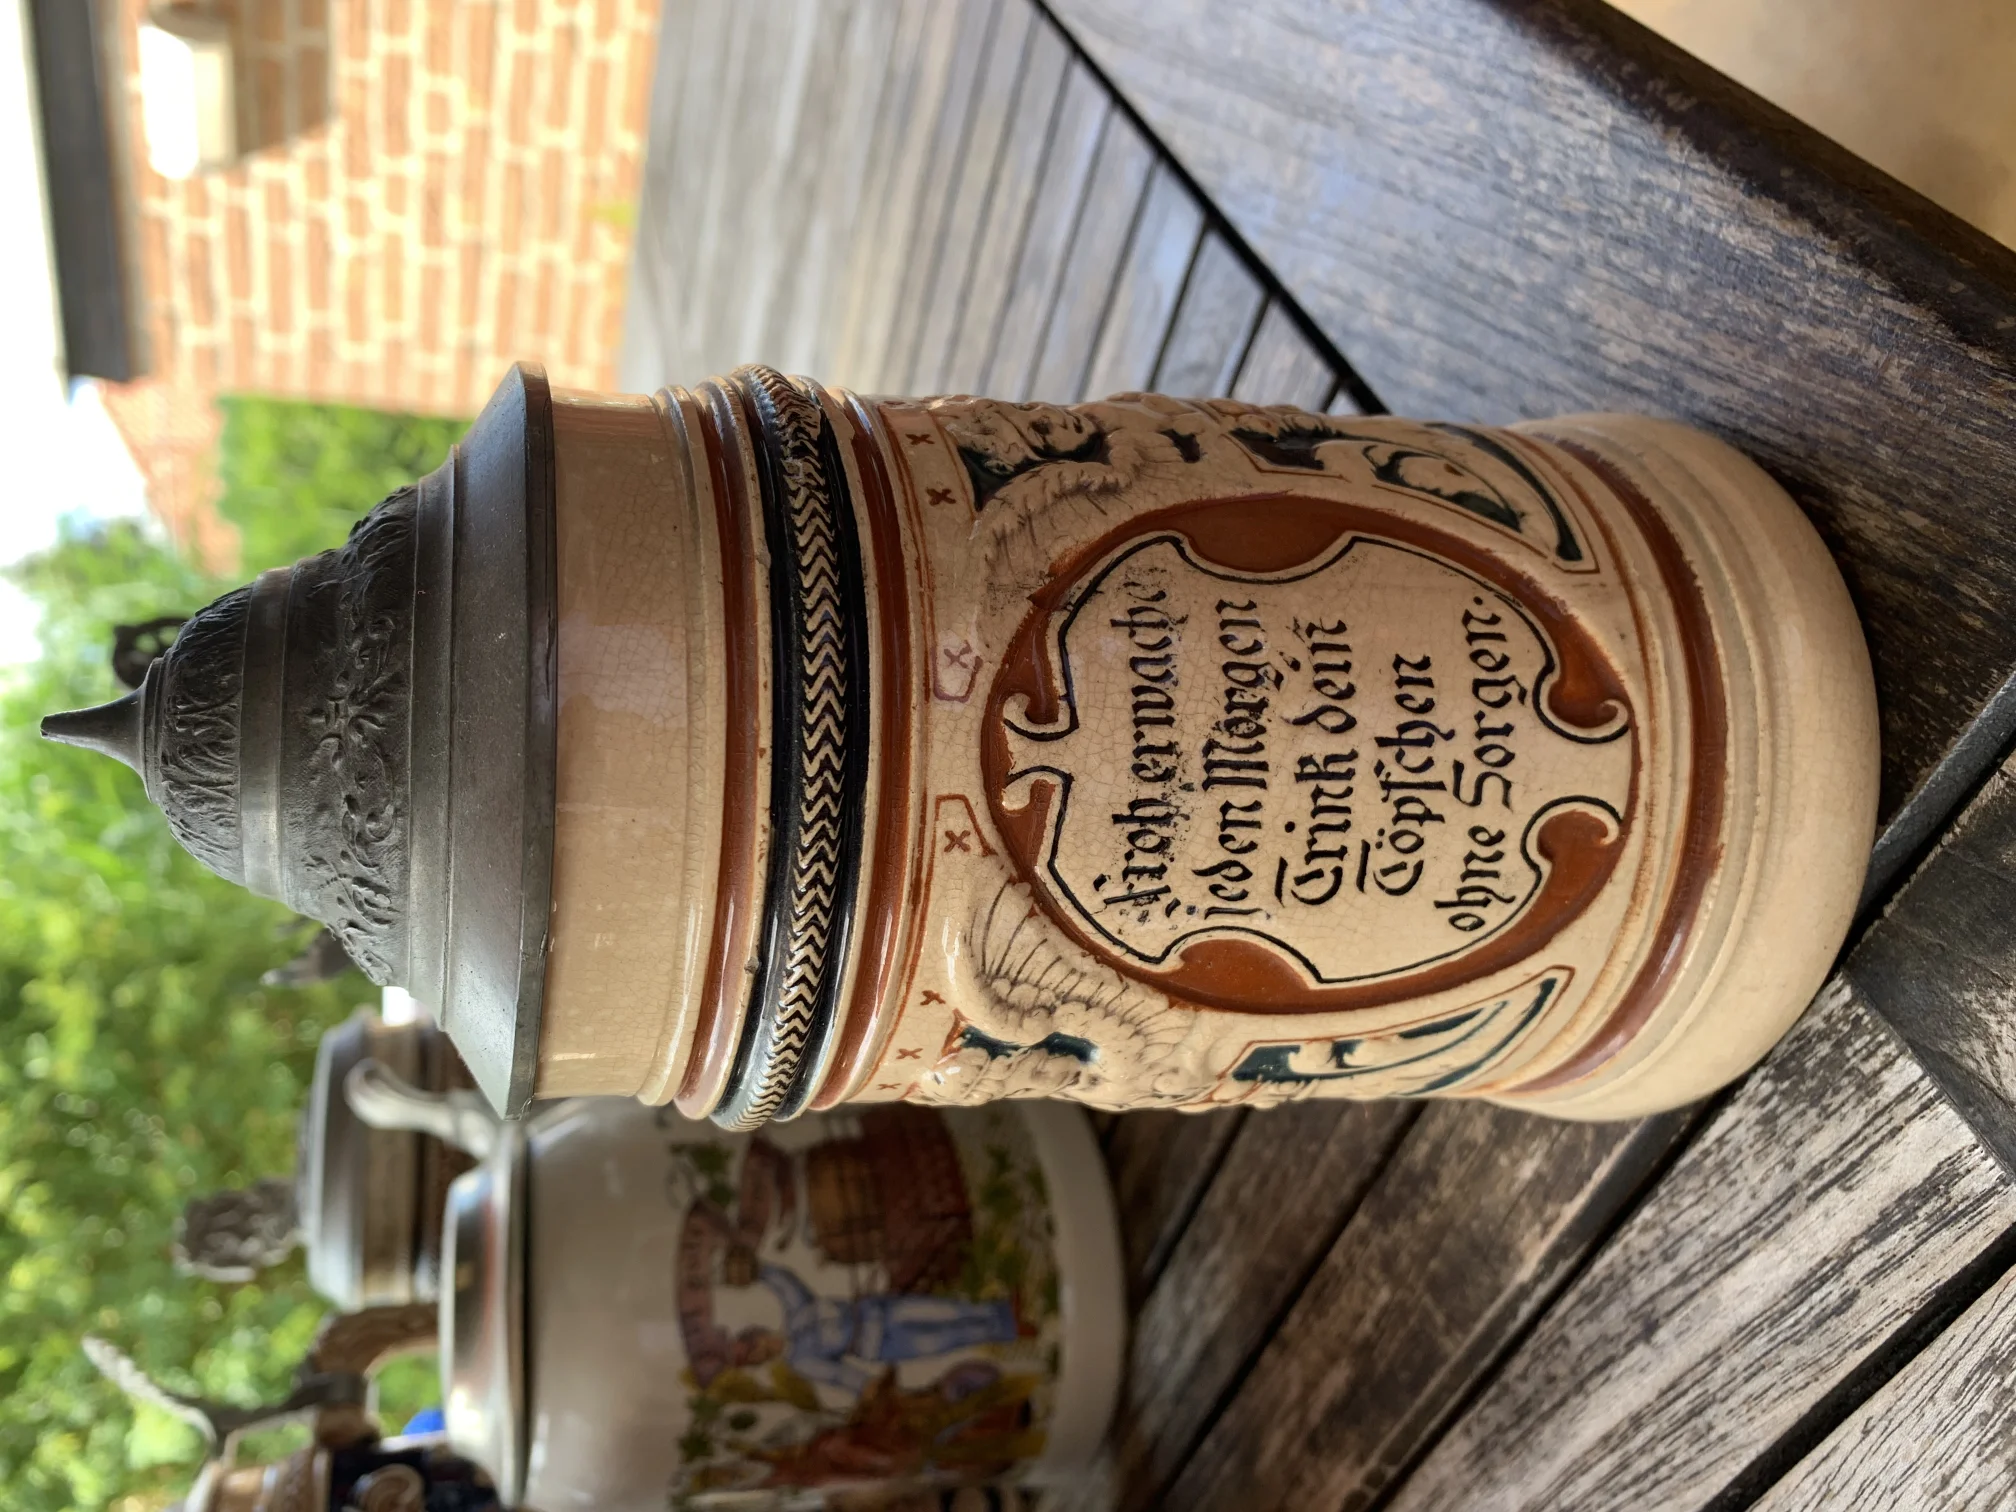 Froh erwache
jeden Morgen
Trink dein
Töpfchen
ohne Sorgen.